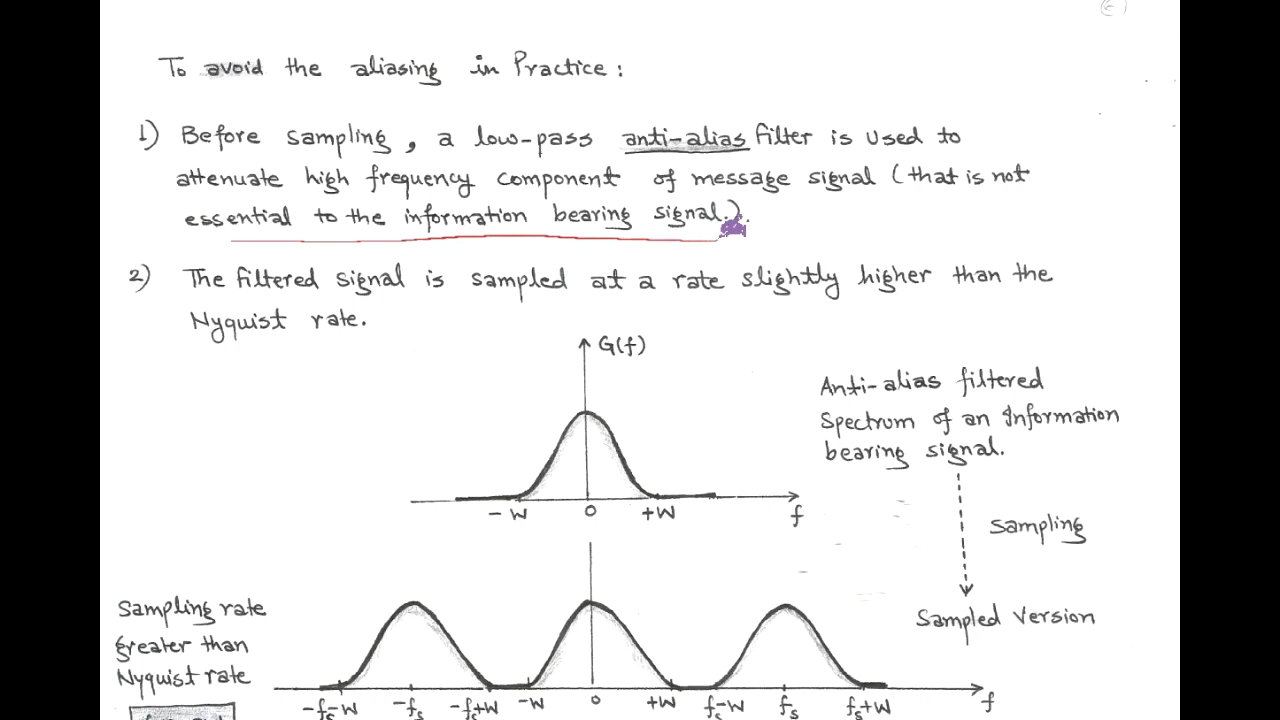 To avoid the aliasing in Practice :
1) Before sampling, a low-pass anti-alias filter is used to
attenuate high frequency component of message signal (that is not
essential to the information bearing signal.).
2) The filtered signal is sampled at a rate slightly higher than the
Nyquist rate.
G(f)
Anti-alias filtered
Spectrum of an Information
bearing signal.
-W 0 +W f
Sampling
Sampling rate
greater than
Nyquist rate
Sampled Version
-fs-W -fs -fs+W -W 0 +W fs-W fs fs+W f